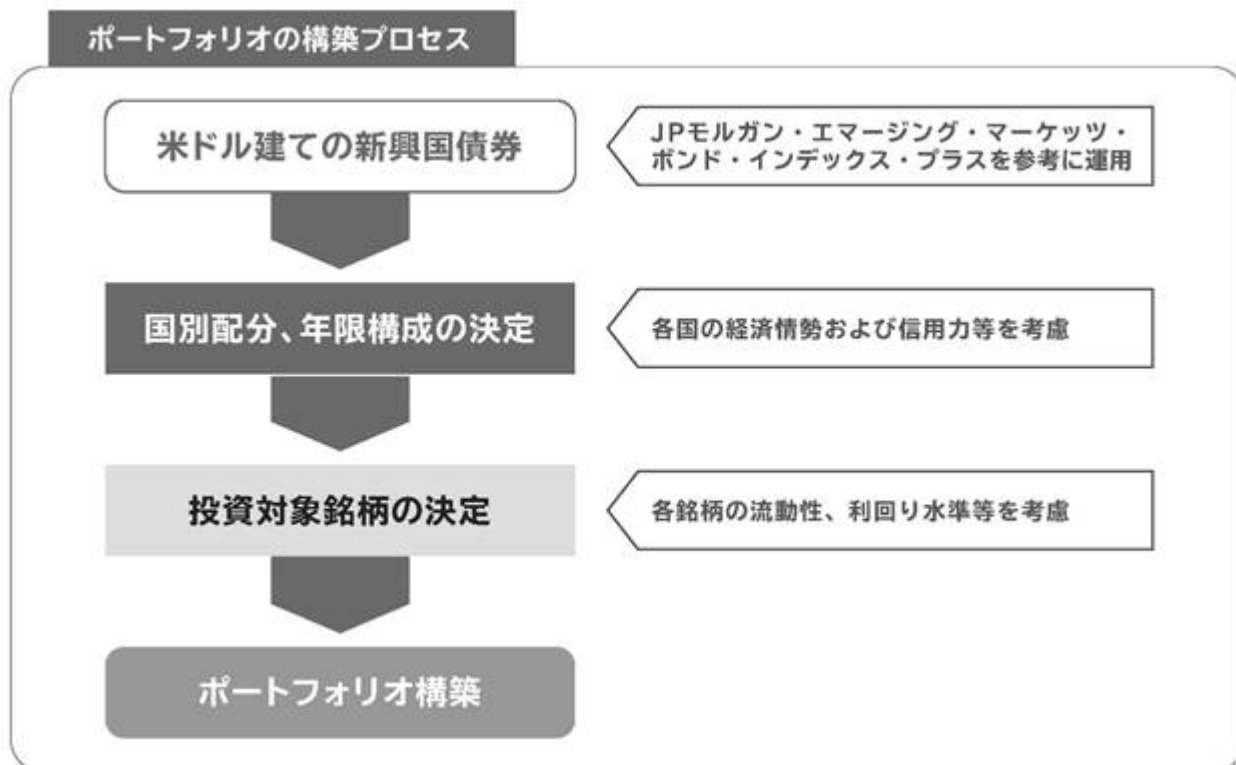 ポートフォリオの構築プロセス
米ドル建ての新興国債券
JPモルガン・エマージング・マーケッツ・
ボンド・インデックス・プラスを参考に運用
国別配分、年限構成の決定
各国の経済情勢および信用力等を考慮
投資対象銘柄の決定
各銘柄の流動性、利回り水準等を考慮
ポートフォリオ構築